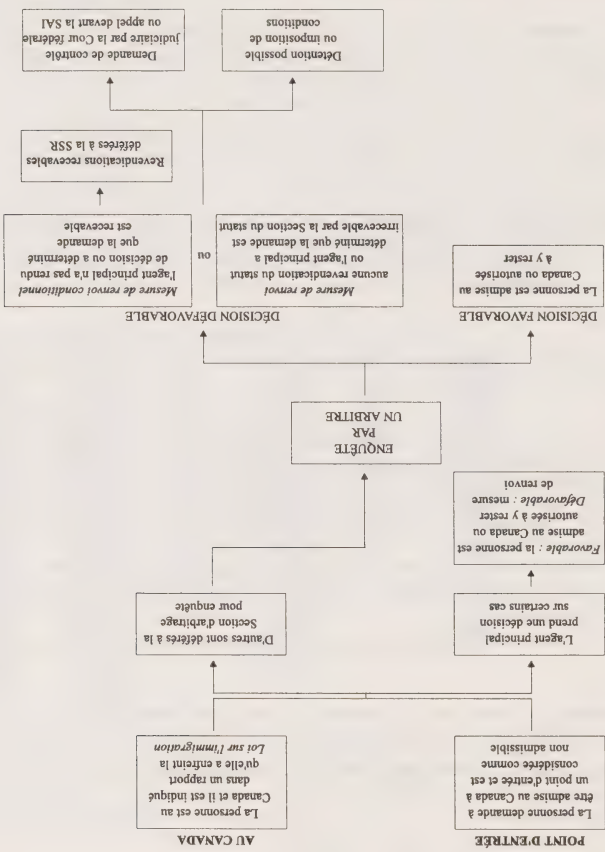 POINT D'ENTRÉE
La personne demande à
être admise au Canada à
un point d'entrée et est
considérée comme
non admissible
AU CANADA
La personne est au
Canada et il est indiqué
dans un rapport
qu'elle a enfreint la
Loi sur l'immigration
L'agent principal
prend une décision
sur certains cas
D'autres sont déférés à la
Section d'arbitrage
pour enquête
Favorable : la personne est
admise au Canada ou
autorisée à y rester
Défavorable : mesure
de renvoi
ENQUÊTE
PAR
UN ARBITRE
DÉCISION FAVORABLE
La personne est admise au
Canada ou autorisée
à y rester
DÉCISION DÉFAVORABLE
Mesure de renvoi
aucune revendication du statut
ou l'agent principal a
déterminé que la demande est
irrecevable par la Section du statut
ou
Mesure de renvoi conditionnel
l'agent principal n'a pas rendu
de décision ou a déterminé
que la demande
est recevable
Revendications recevables
déférées à la SSR
Détention possible
ou imposition de
conditions
Demande de contrôle
judiciaire par la Cour fédérale
ou appel devant la SAI